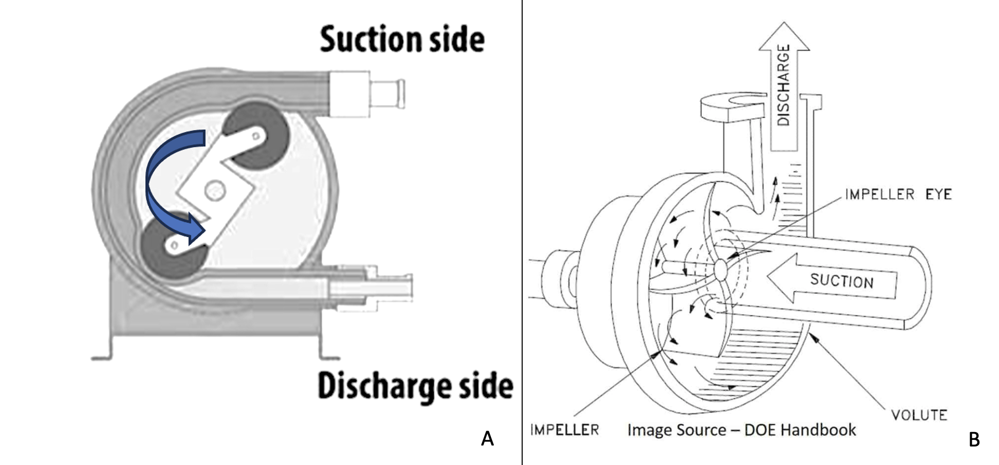 Suction side
Discharge side
A
DISCHARGE
IMPELLER EYE
SUCTION
VOLUTE
IMPELLER
Image Source – DOE Handbook
B